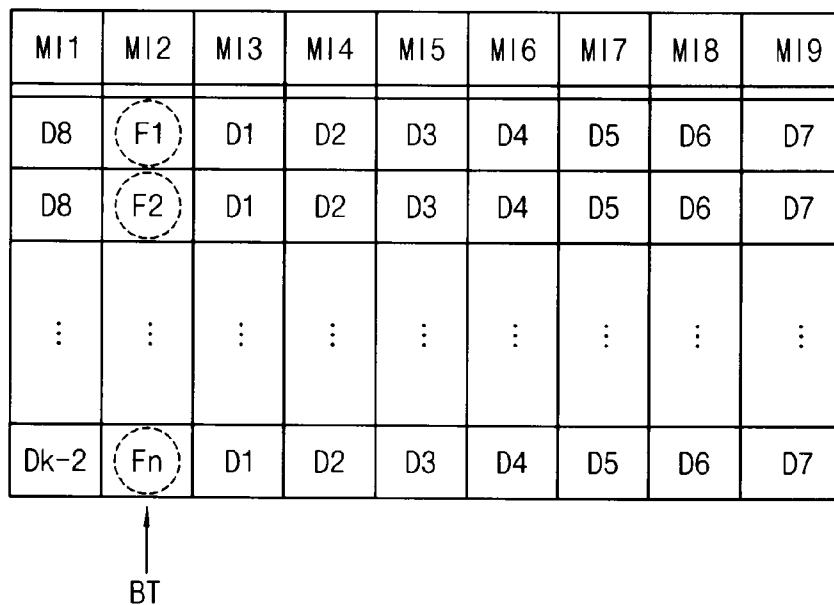 MI1 MI2 MI3 MI4 MI5 MI6 MI7 MI8 MI9
D8 F1 D1 D2 D3 D4 D5 D6 D7
D8 F2 D1 D2 D3 D4 D5 D6 D7
⋮ ⋮ ⋮ ⋮ ⋮ ⋮ ⋮ ⋮ ⋮
Dk-2 Fn D1 D2 D3 D4 D5 D6 D7
BT